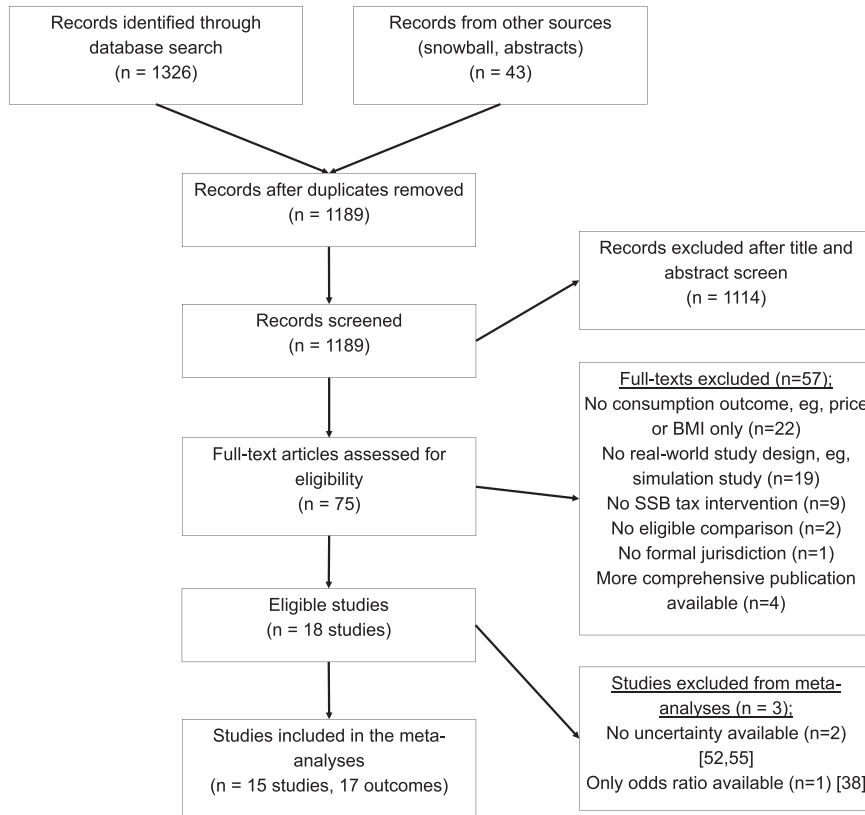 Records identified through
database search
(n = 1326)
Records from other sources
(snowball, abstracts)
(n = 43)
Records after duplicates removed
(n = 1189)
Records excluded after title and
abstract screen
(n = 1114)
Records screened
(n = 1189)
Full-texts excluded (n=57);
No consumption outcome, eg, price
or BMI only (n=22)
No real-world study design, eg,
simulation study (n=19)
No SSB tax intervention (n=9)
No eligible comparison (n=2)
No formal jurisdiction (n=1)
More comprehensive publication
available (n=4)
Full-text articles assessed for
eligibility
(n = 75)
Eligible studies
(n = 18 studies)
Studies excluded from meta-
analyses (n = 3);
No uncertainty available (n=2)
[52,55]
Only odds ratio available (n=1) [38]
Studies included in the meta-
analyses
(n = 15 studies, 17 outcomes)